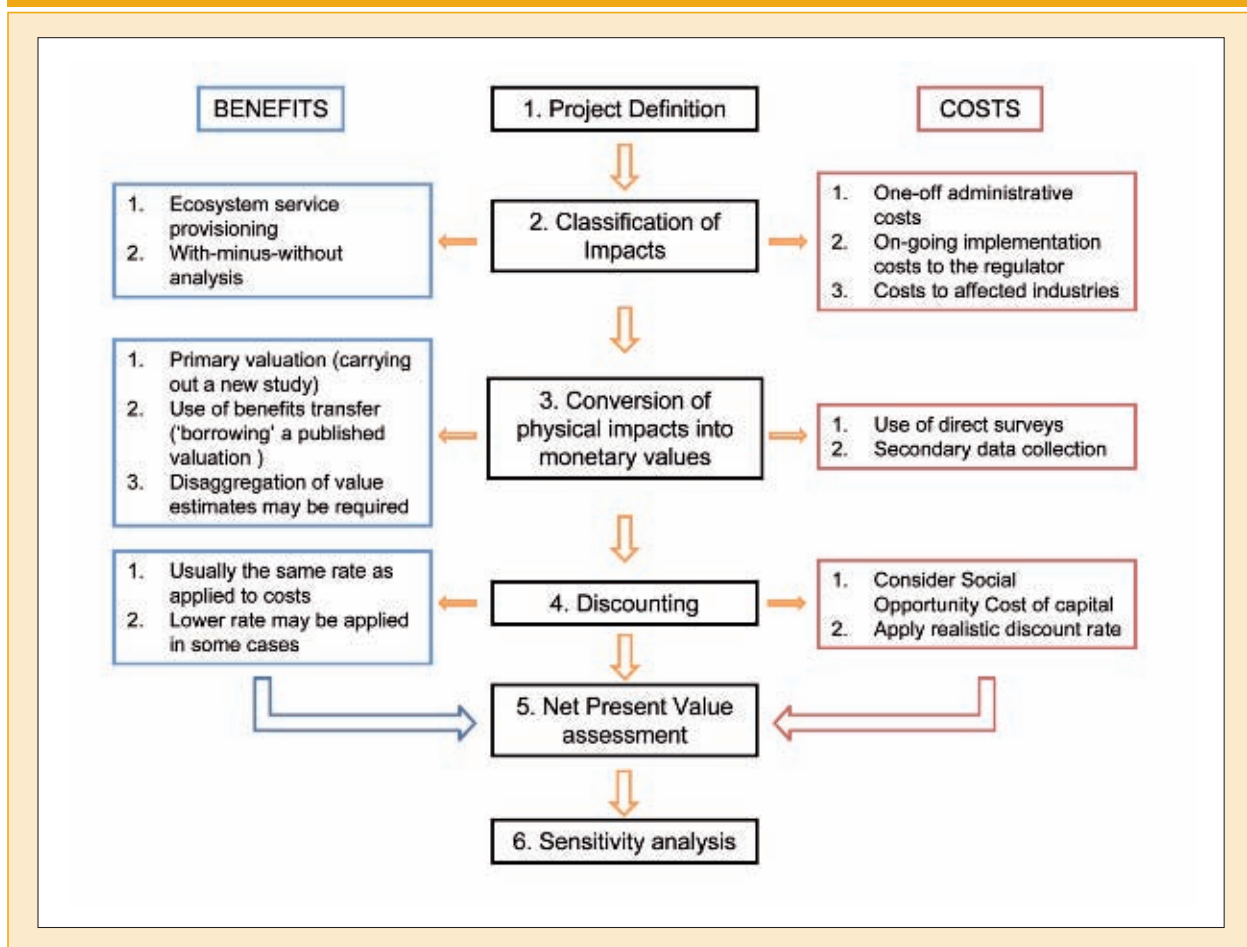 BENEFITS
1. Project Definition
COSTS
1. Ecosystem service
provisioning
2. With-minus-without
analysis
2. Classification of
Impacts
1. One-off administrative
costs
2. On-going implementation
costs to the regulator
3. Costs to affected industries
1. Primary valuation (carrying
out a new study)
2. Use of benefits transfer
('borrowing' a published
valuation )
3. Disaggregation of value
estimates may be required
3. Conversion of
physical impacts into
monetary values
1. Use of direct surveys
2. Secondary data collection
1. Usually the same rate as
applied to costs
2. Lower rate may be applied
in some cases
4. Discounting
1. Consider Social
Opportunity Cost of capital
2. Apply realistic discount rate
5. Net Present Value
assessment
6. Sensitivity analysis